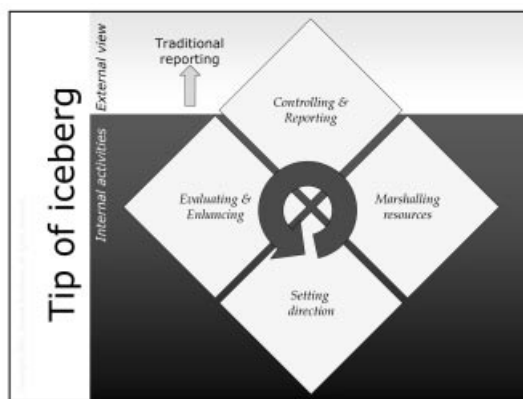 Tip of iceberg
External view
Internal activities
Traditional
reporting
Controlling &
Reporting
Evaluating &
Enhancing
Marshalling
resources
Setting
direction